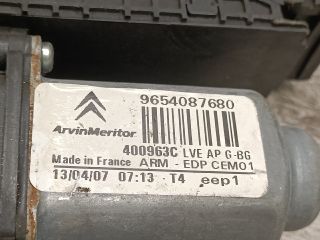 9654087680
ArvinMeritor
400963C LVE AP G-BG
Made in France ARM - EDP CEM01
13/04/07 07:13 - T4 eep1